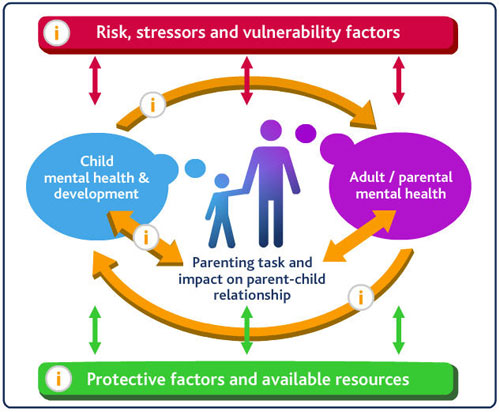 i Risk, stressors and vulnerability factors
i
Child
mental health &
development
Adult / parental
mental health
i
Parenting task and
impact on parent-child
relationship
i
i Protective factors and available resources